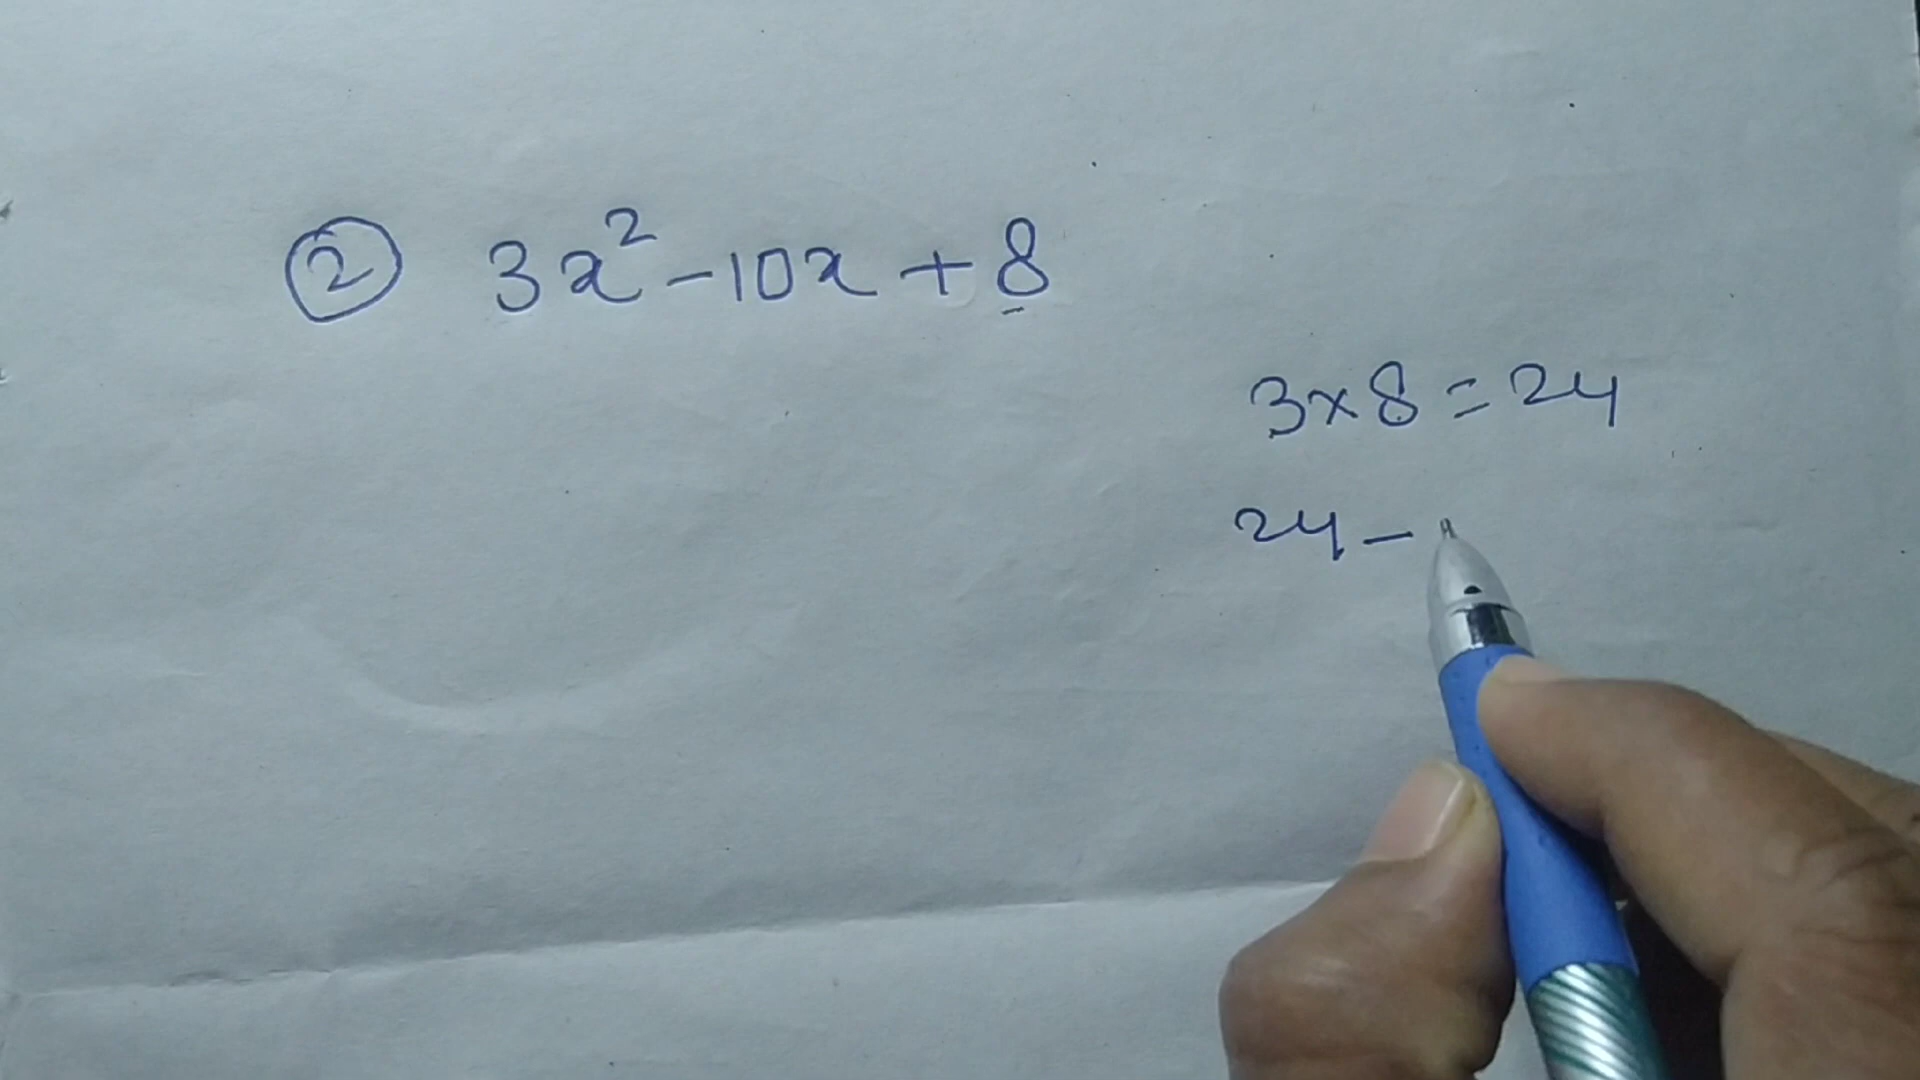 ② 3x² - 10x + 8
3 x 8 = 24
24 -